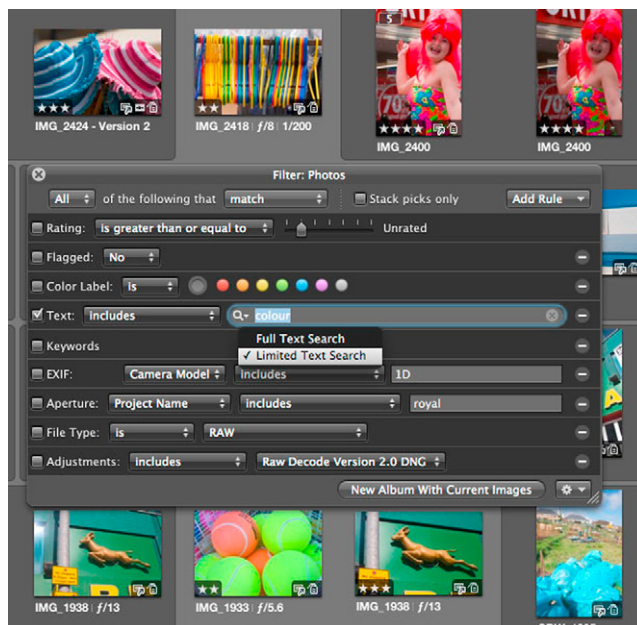 5
IMG_2424 - Version 2
IMG_2418 | ƒ/8 | 1/200
IMG_2400
IMG_2400
Filter: Photos
All of the following that match Stack picks only Add Rule
Rating: is greater than or equal to Unrated
Flagged: No
Color Label: is
Text: includes colour
Full Text Search
✓ Limited Text Search
Keywords
EXIF: Camera Model includes 1D
Aperture: Project Name includes royal
File Type: is RAW
Adjustments: includes Raw Decode Version 2.0 DNG
New Album With Current Images
IMG_1938 | ƒ/13
IMG_1933 | ƒ/5.6
IMG_1938 | ƒ/13